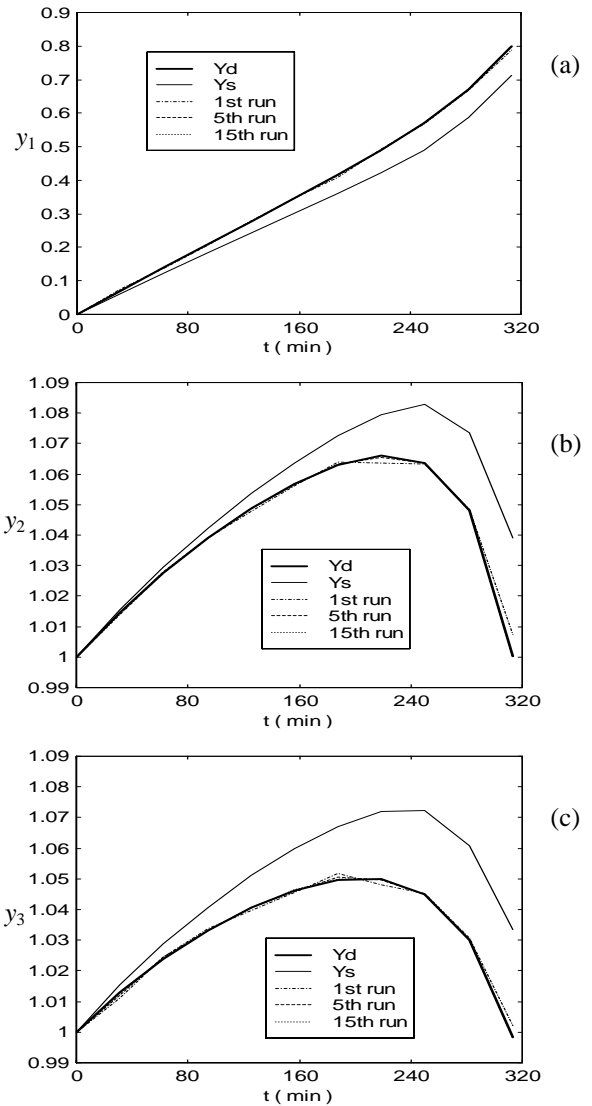 0.9
0.8
0.7
0.6
0.5
0.4
0.3
0.2
0.1
0
y1
Yd
Ys
1st run
5th run
15th run
(a)
0 80 160 240 320
t ( min )
1.09
1.08
1.07
1.06
1.05
1.04
1.03
1.02
1.01
1
0.99
y2
Yd
Ys
1st run
5th run
15th run
(b)
0 80 160 240 320
t ( min )
1.09
1.08
1.07
1.06
1.05
1.04
1.03
1.02
1.01
1
0.99
y3
Yd
Ys
1st run
5th run
15th run
(c)
0 80 160 240 320
t ( min )